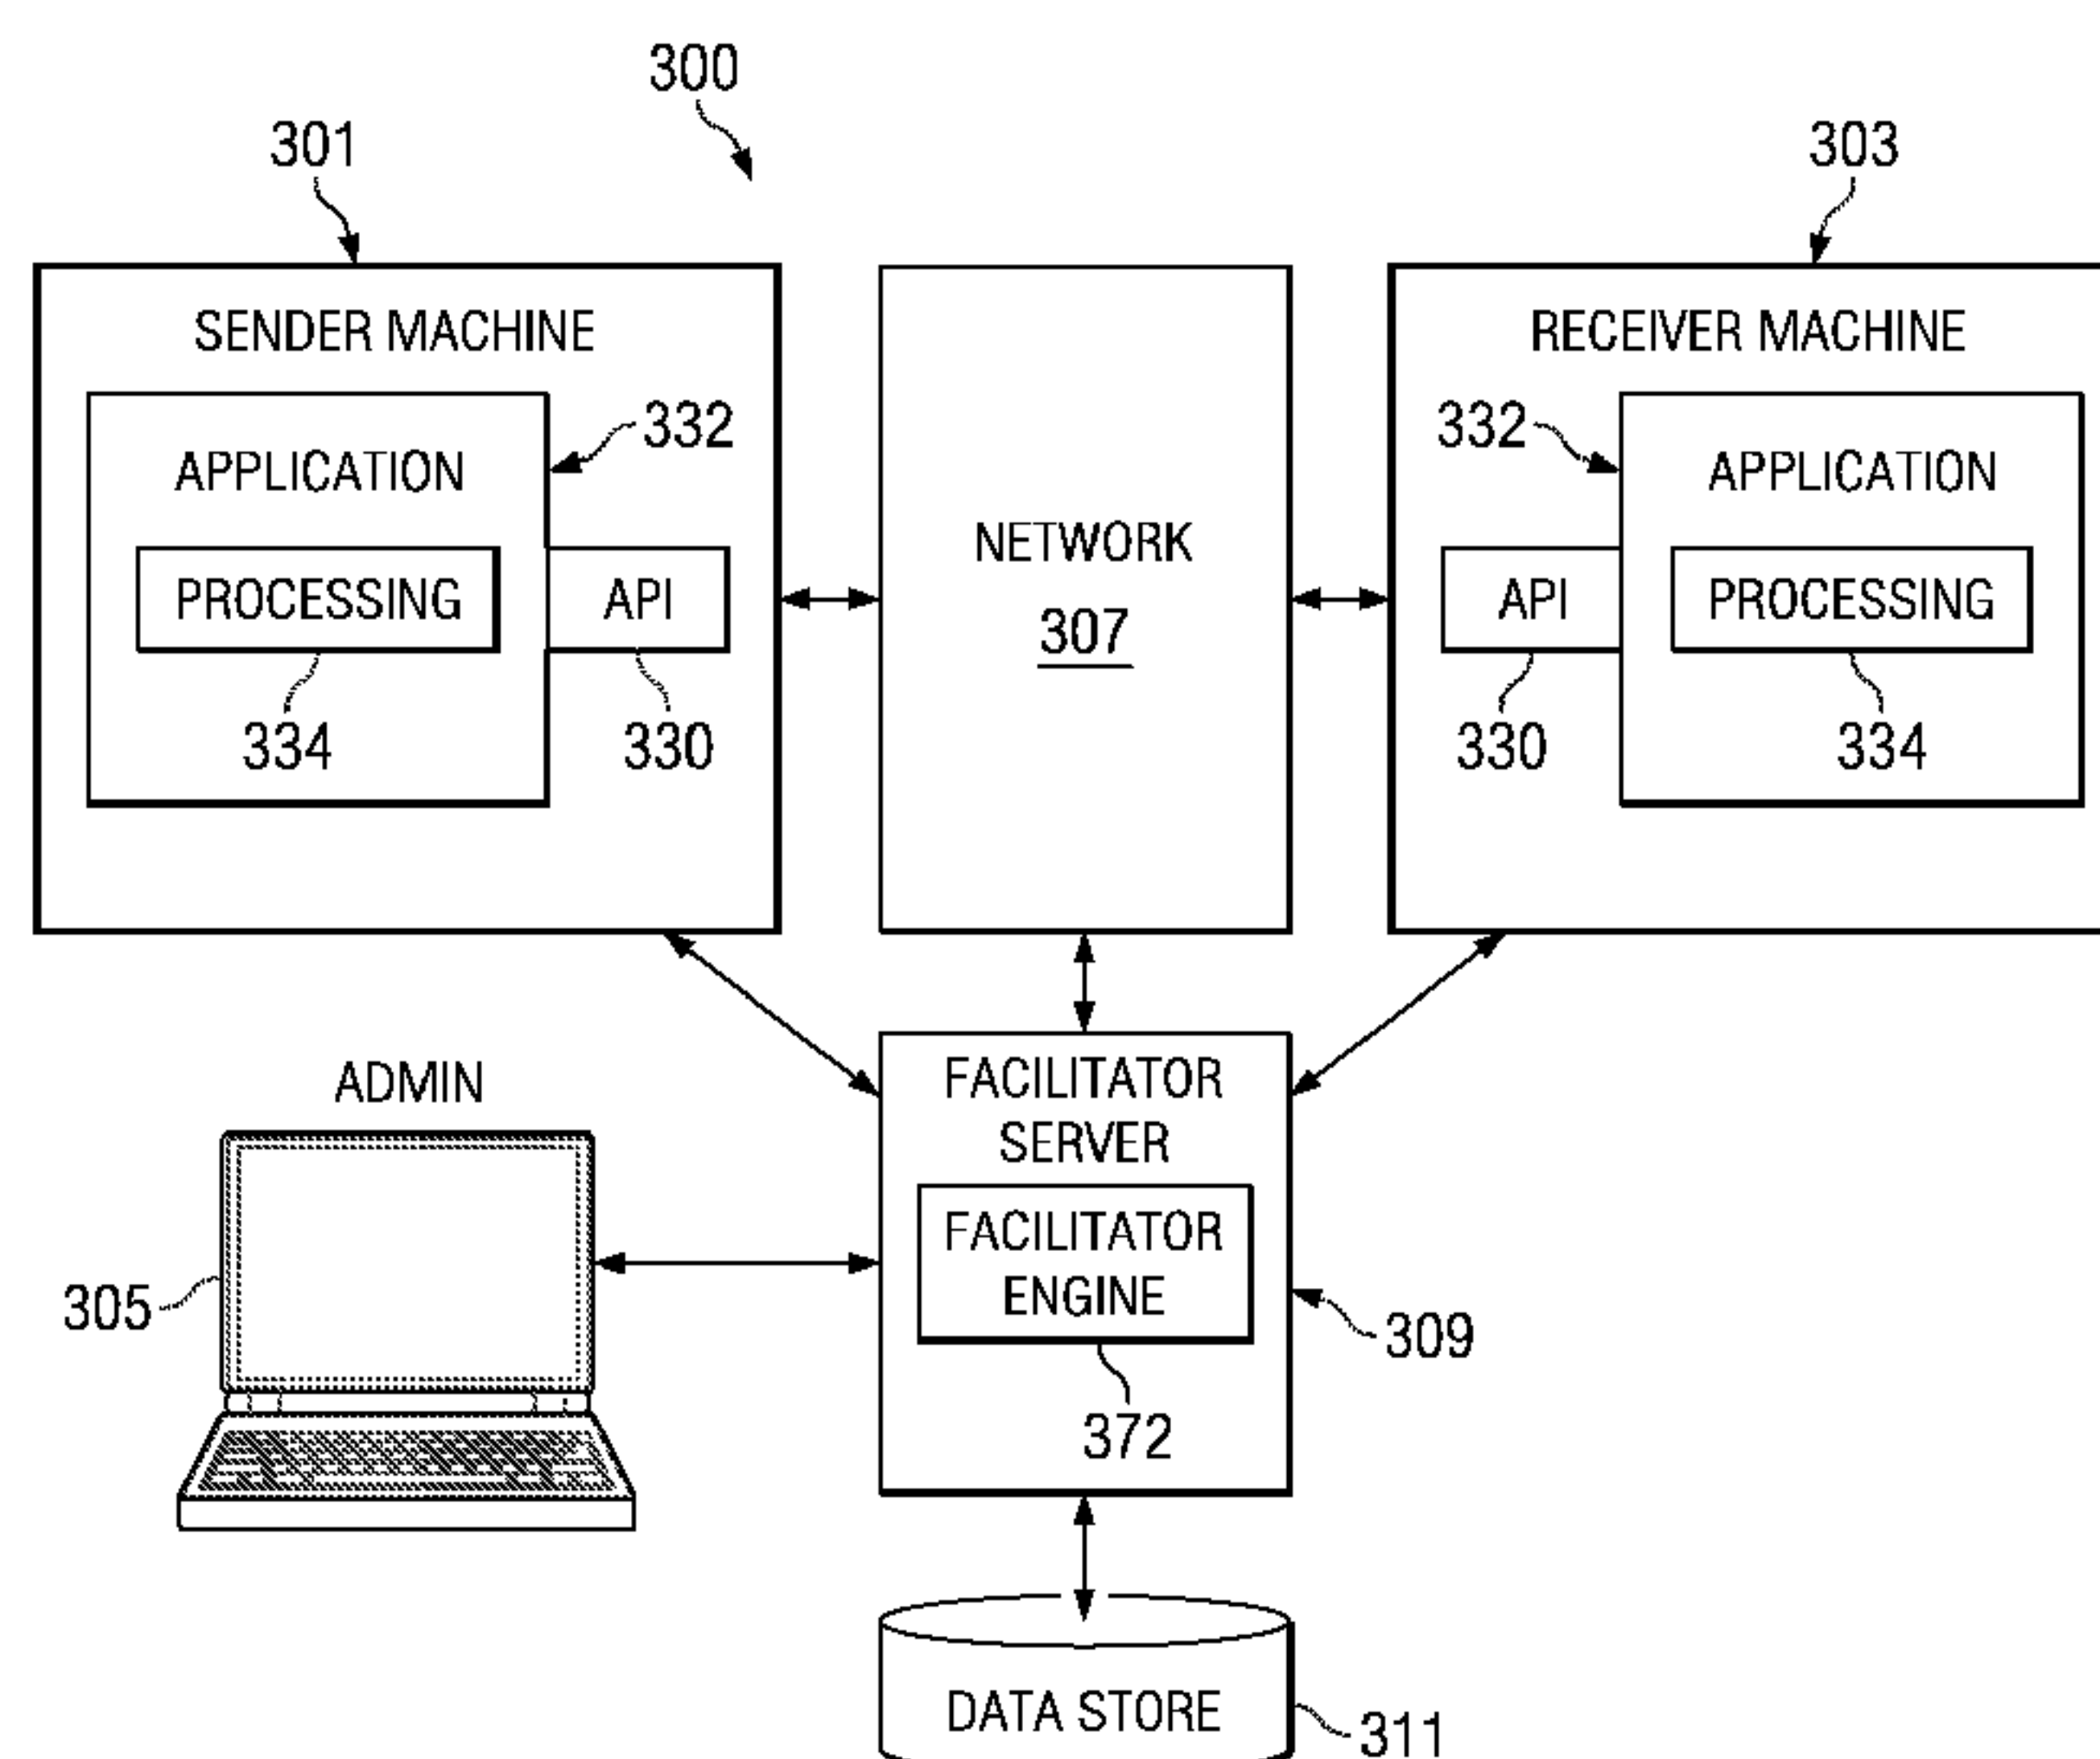 300
301
303
SENDER MACHINE
RECEIVER MACHINE
332
332
APPLICATION
APPLICATION
NETWORK
307
PROCESSING
API
API
PROCESSING
334
330
330
334
ADMIN
FACILITATOR
SERVER
FACILITATOR
ENGINE
305
309
372
DATA STORE
311